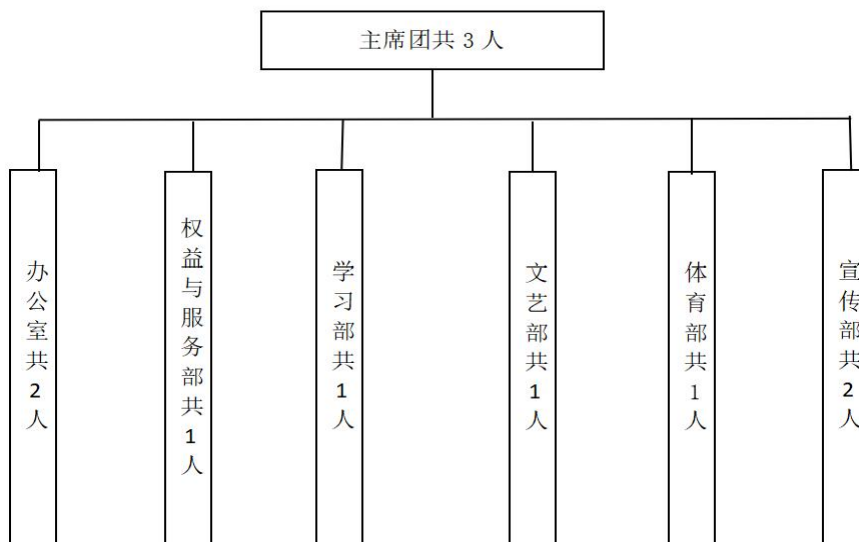 主席团共 3 人
办公室共2人
权益与服务部共1人
学习部共1人
文艺部共1人
体育部共1人
宣传部共2人